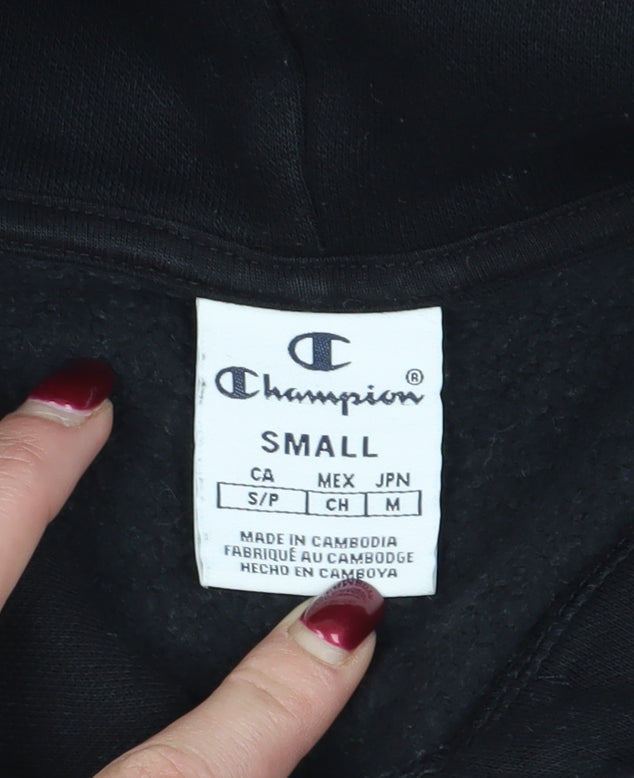 Champion®
SMALL
CA MEX JPN
S/P CH M
MADE IN CAMBODIA
FABRIQUÉ AU CAMBODGE
HECHO EN CAMBOYA